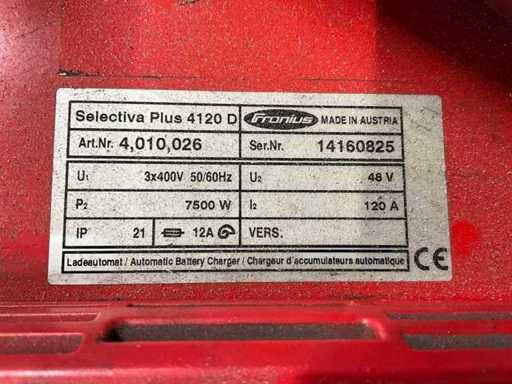 Selectiva Plus 4120 D Fronius MADE IN AUSTRIA
Art.Nr. 4,010,026 Ser.Nr. 14160825
U1 3x400V 50/60Hz U2 48 V
P2 7500 W I2 120 A
IP 21 12A VERS.
Ladeautomat / Automatic Battery Charger / Chargeur d'accumulateurs automatique CE